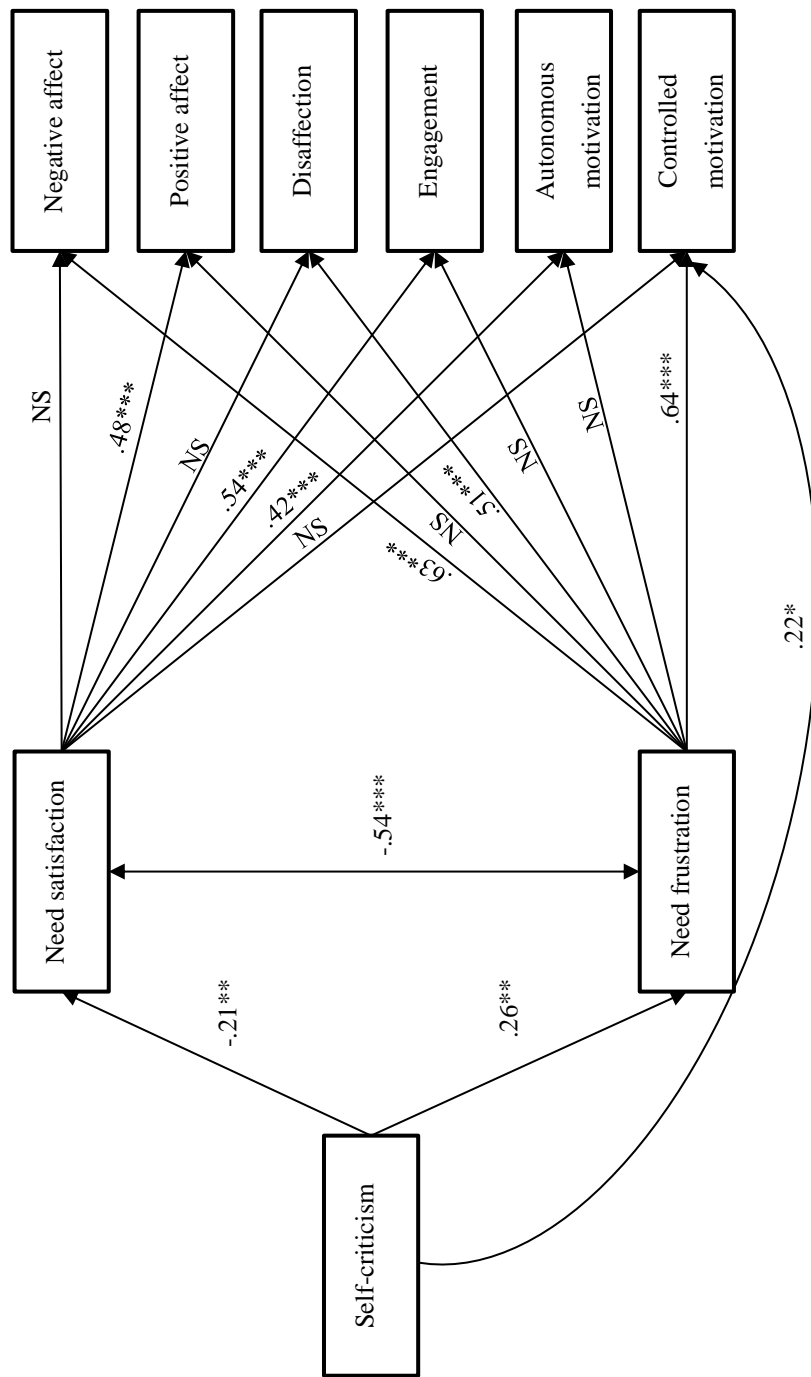 Self-criticism
-.21**
.26**
.22*
Need satisfaction
-.54***
Need frustration
NS
.48***
NS
.54***
.42***
NS
.63***
NS
.51***
NS
NS
.64***
Negative affect
Positive affect
Disaffection
Engagement
Autonomous
motivation
Controlled
motivation